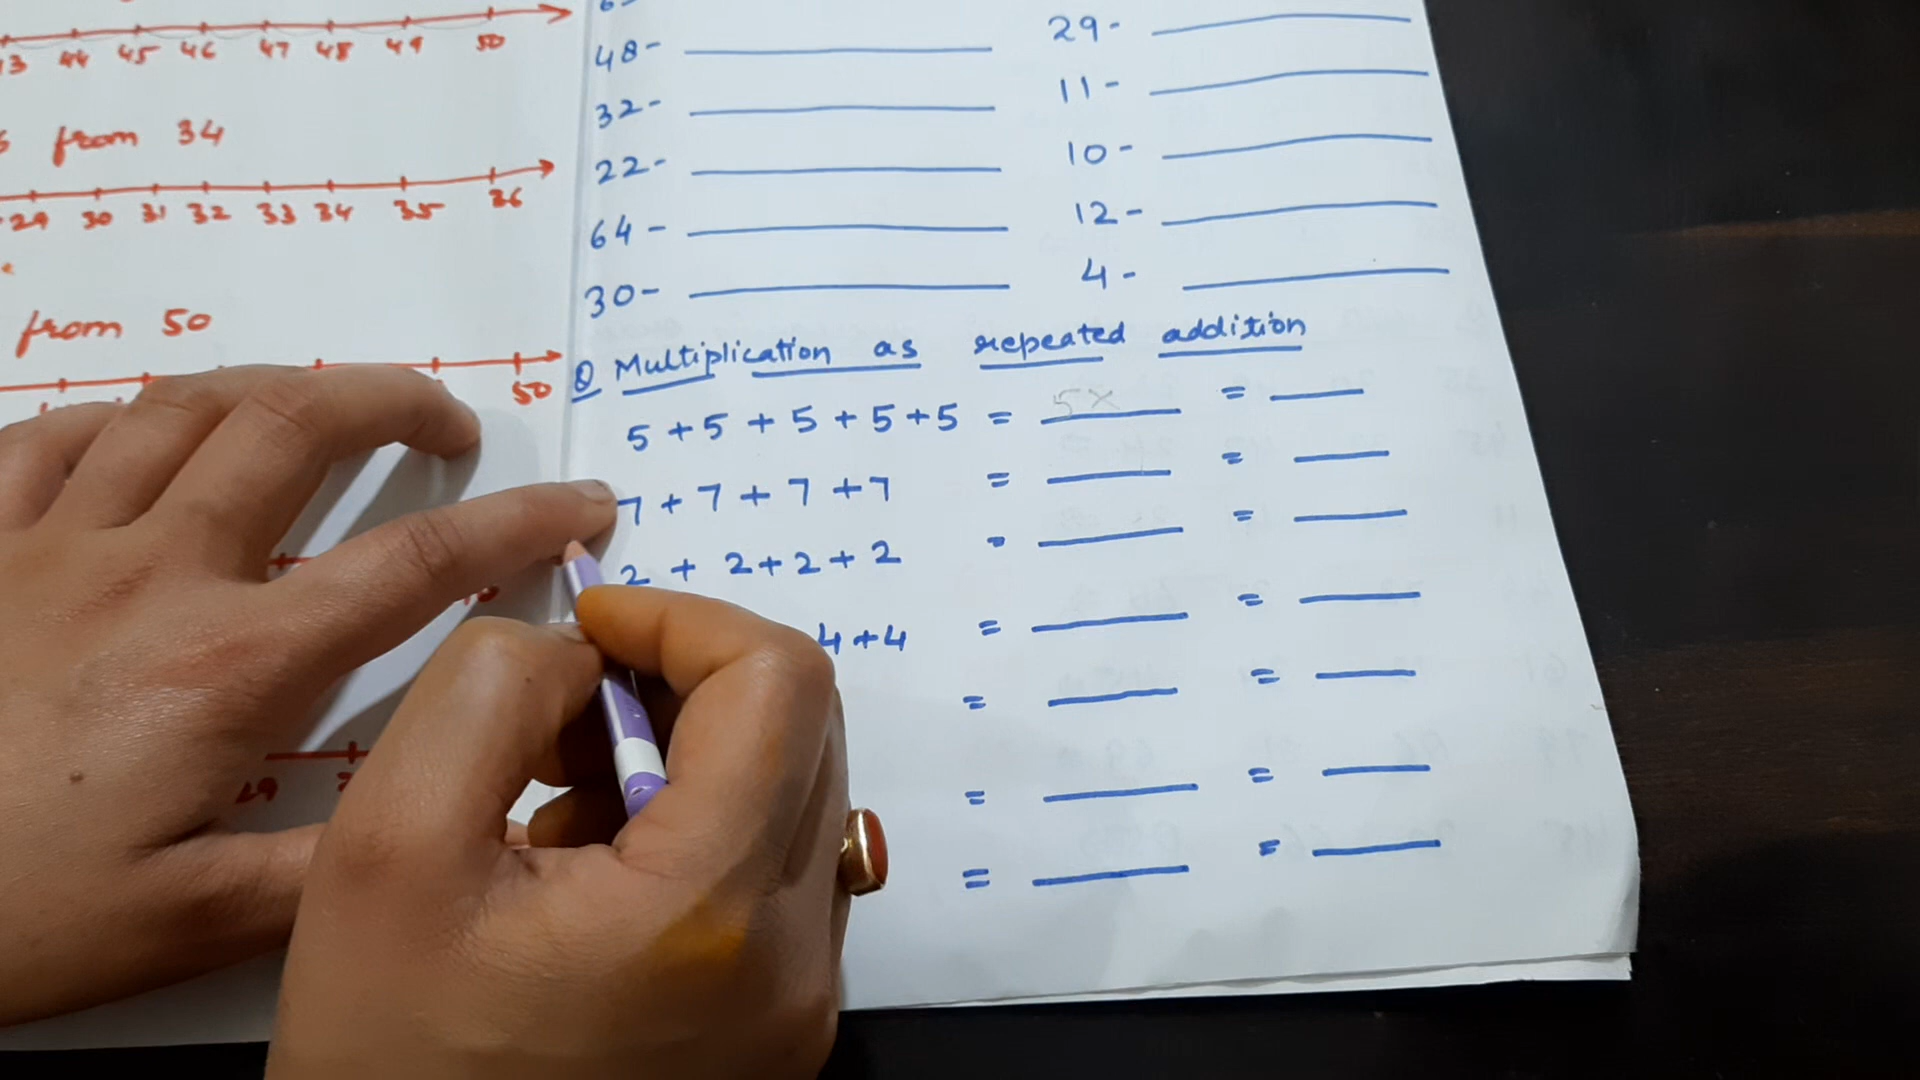 44 45 46 47 48 49 50
from 34
29 30 31 32 33 34 35 36
from 50
50
29
48-
32-
22-
64-
30-
29-
11-
10-
12-
4-
Q Multiplication as repeated addition
5+5+5+5+5 = 5× =
7+7+7+7 = =
2+2+2+2 = =
4+4 = =
= =
= =
= =